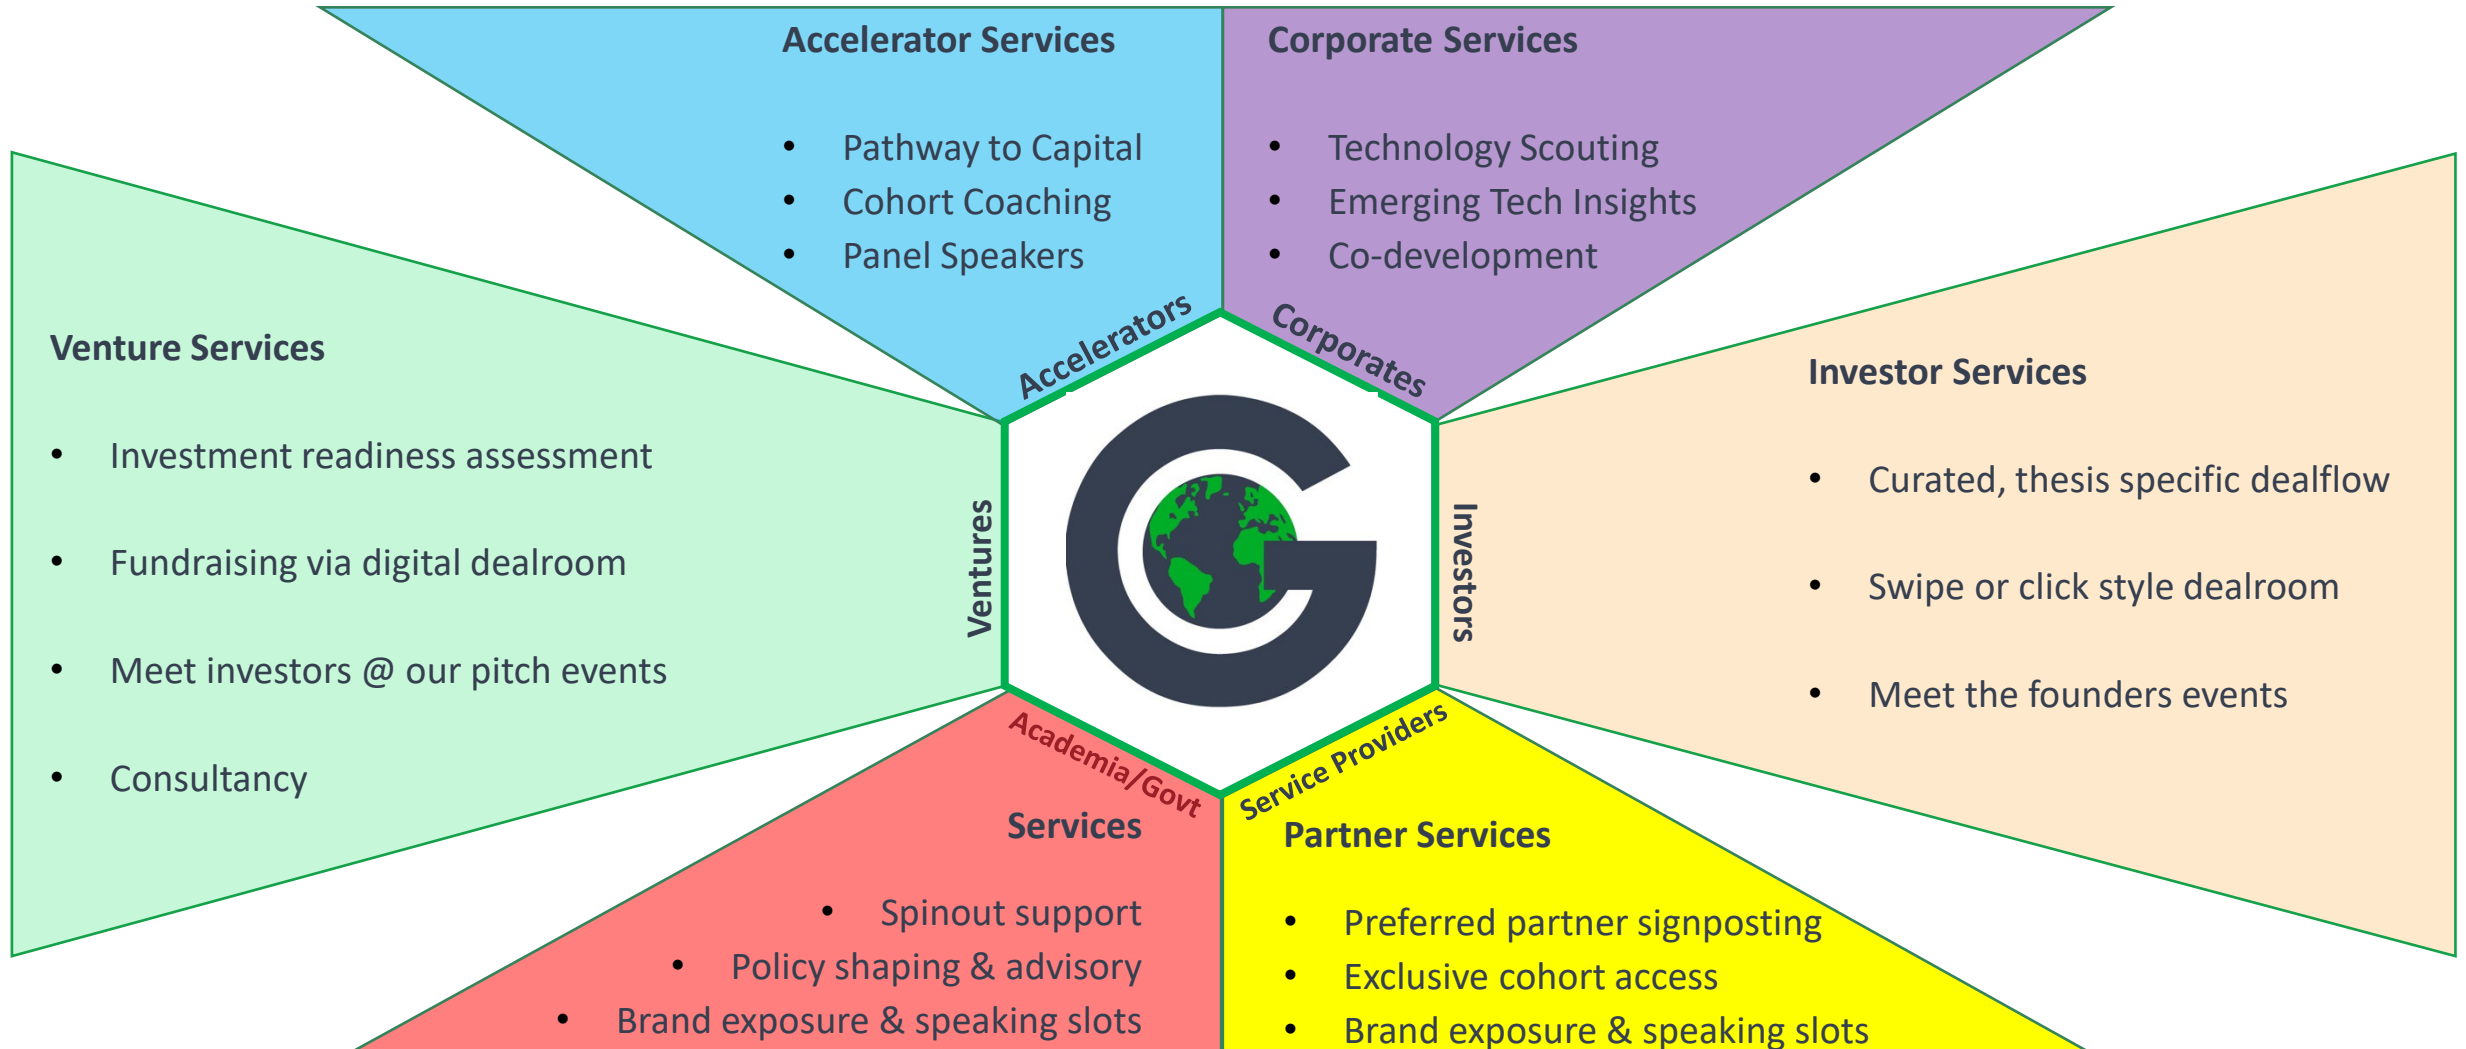 Accelerator Services
• Pathway to Capital
• Cohort Coaching
• Panel Speakers
Accelerators
Corporate Services
• Technology Scouting
• Emerging Tech Insights
• Co-development
Corporates
Venture Services
• Investment readiness assessment
• Fundraising via digital dealroom
• Meet investors @ our pitch events
• Consultancy
Ventures
Investors
Investor Services
• Curated, thesis specific dealflow
• Swipe or click style dealroom
• Meet the founders events
Academia/Govt
Services
• Spinout support
• Policy shaping & advisory
• Brand exposure & speaking slots
Service Providers
Partner Services
• Preferred partner signposting
• Exclusive cohort access
• Brand exposure & speaking slots